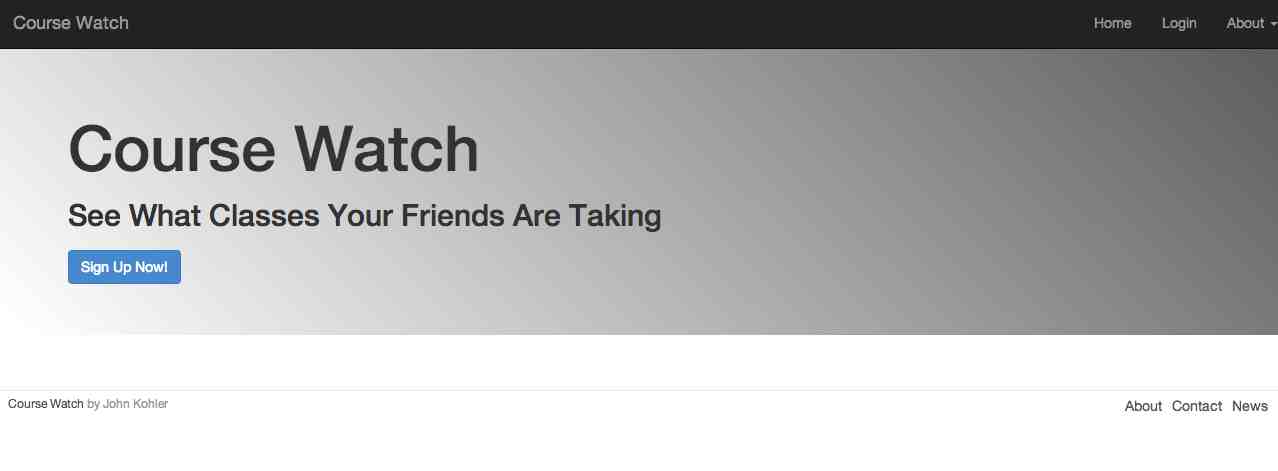 Course Watch Home Login About
Course Watch
See What Classes Your Friends Are Taking
Sign Up Now!
Course Watch by John Kohler About Contact News